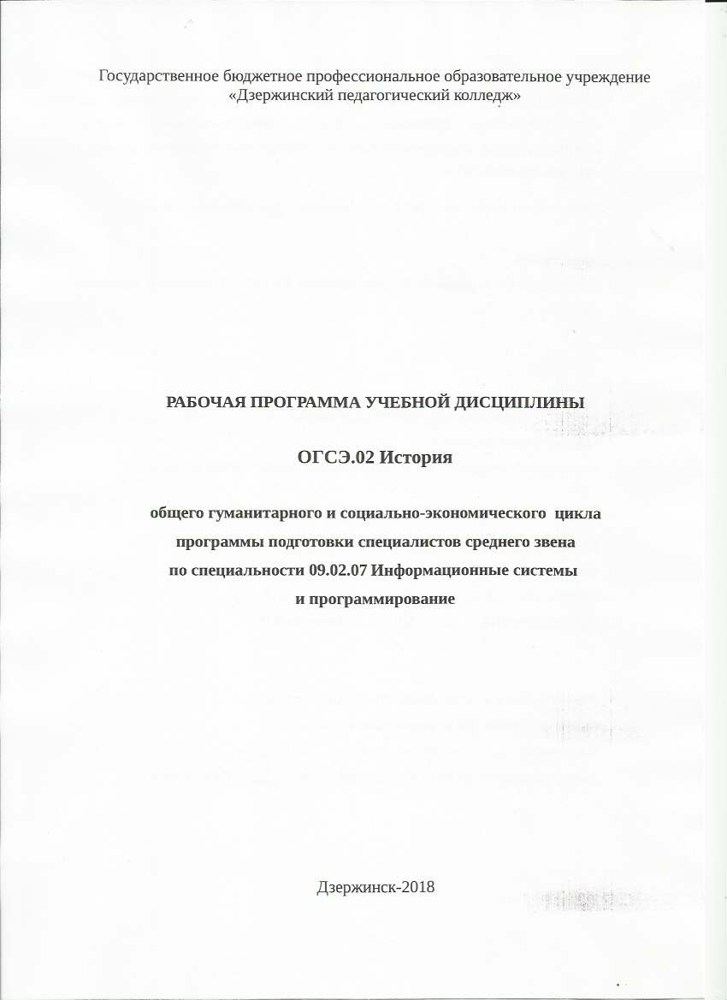 Государственное бюджетное профессиональное образовательное учреждение
«Дзержинский педагогический колледж»
РАБОЧАЯ ПРОГРАММА УЧЕБНОЙ ДИСЦИПЛИНЫ
ОГСЭ.02 История
общего гуманитарного и социально-экономического цикла
программы подготовки специалистов среднего звена
по специальности 09.02.07 Информационные системы
и программирование
Дзержинск-2018